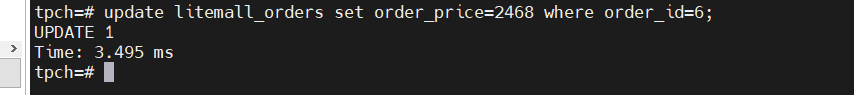 tpch=# update litemall_orders set order_price=2468 where order_id=6;
UPDATE 1
Time: 3.495 ms
tpch=#